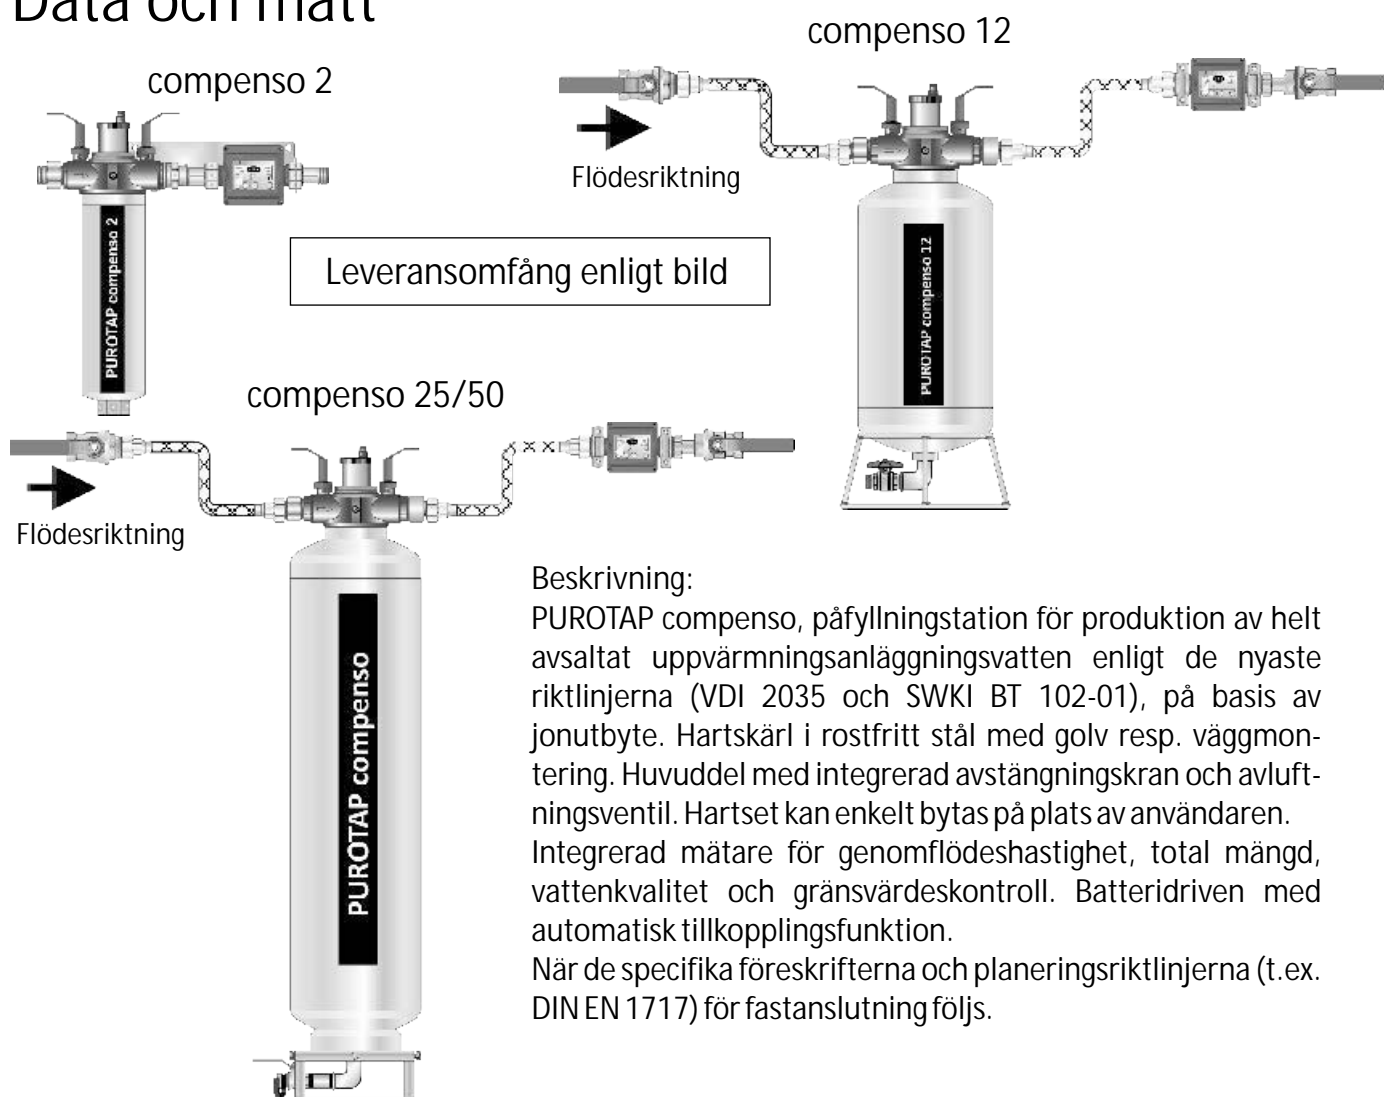 Data och mått
compenso 12
compenso 2
Flödesriktning
PUROTAP compenso 2
PUROTAP compenso 12
Leveransomfång enligt bild
compenso 25/50
Flödesriktning
PUROTAP compenso
Beskrivning:
PUROTAP compenso, påfyllningstation för produktion av helt
avsaltat uppvärmningsanläggningsvatten enligt de nyaste
riktlinjerna (VDI 2035 och SWKI BT 102-01), på basis av
jonutbyte. Hartskärl i rostfritt stål med golv resp. väggmon-
tering. Huvuddel med integrerad avstängningskran och avluft-
ningsventil. Hartset kan enkelt bytas på plats av användaren.
Integrerad mätare för genomflödeshastighet, total mängd,
vattenkvalitet och gränsvärdeskontroll. Batteridriven med
automatisk tillkopplingsfunktion.
När de specifika föreskrifterna och planeringsriktlinjerna (t.ex.
DIN EN 1717) för fastanslutning följs.